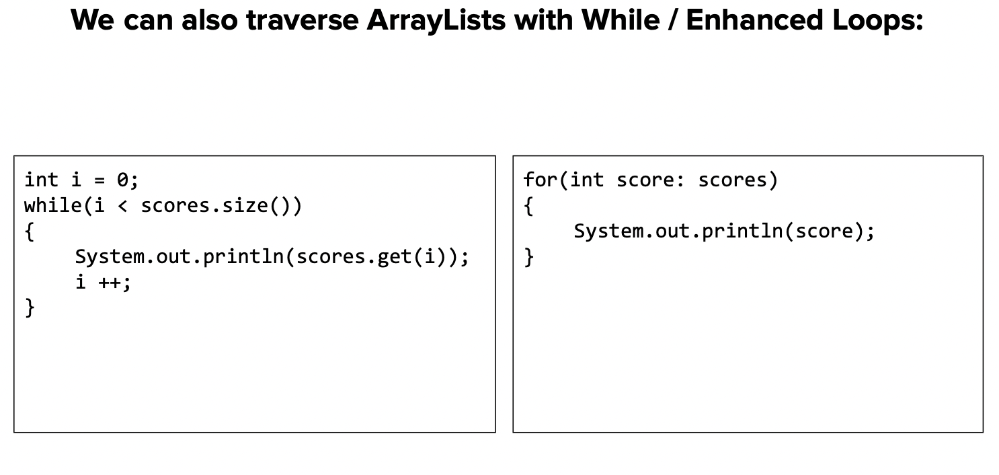 We can also traverse ArrayLists with While / Enhanced Loops:
int i = 0;
while(i < scores.size())
{
    System.out.println(scores.get(i));
    i ++;
}
for(int score: scores)
{
    System.out.println(score);
}